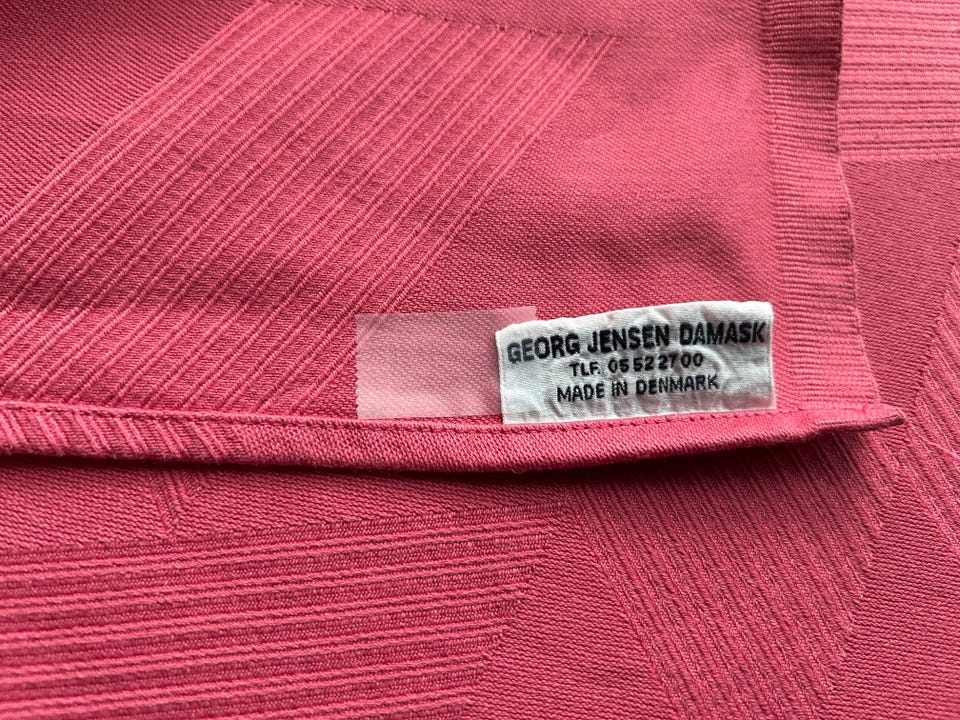 GEORG JENSEN DAMASK
TLF. 05 52 27 00
MADE IN DENMARK